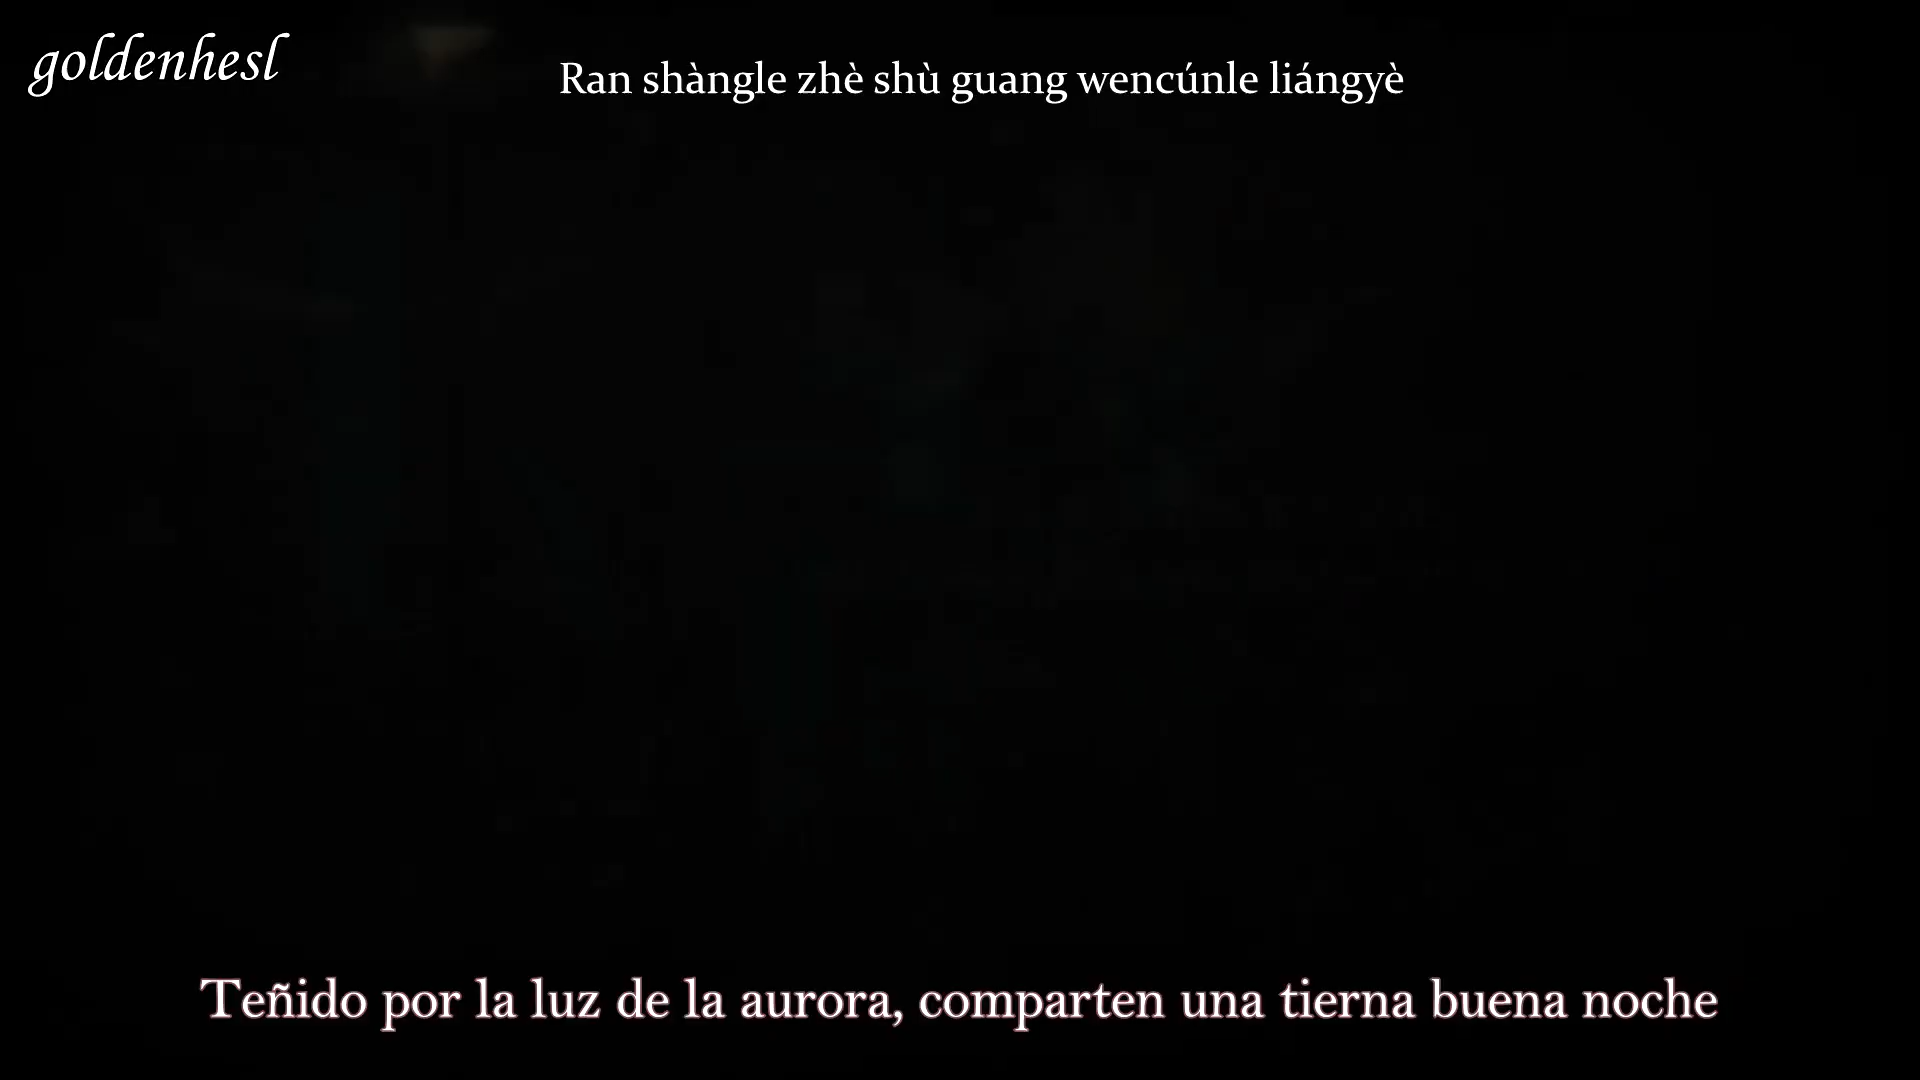 goldenhesl
Ran shàngle zhè shù guang wencúnle liángyè
Teñido por la luz de la aurora, comparten una tierna buena noche